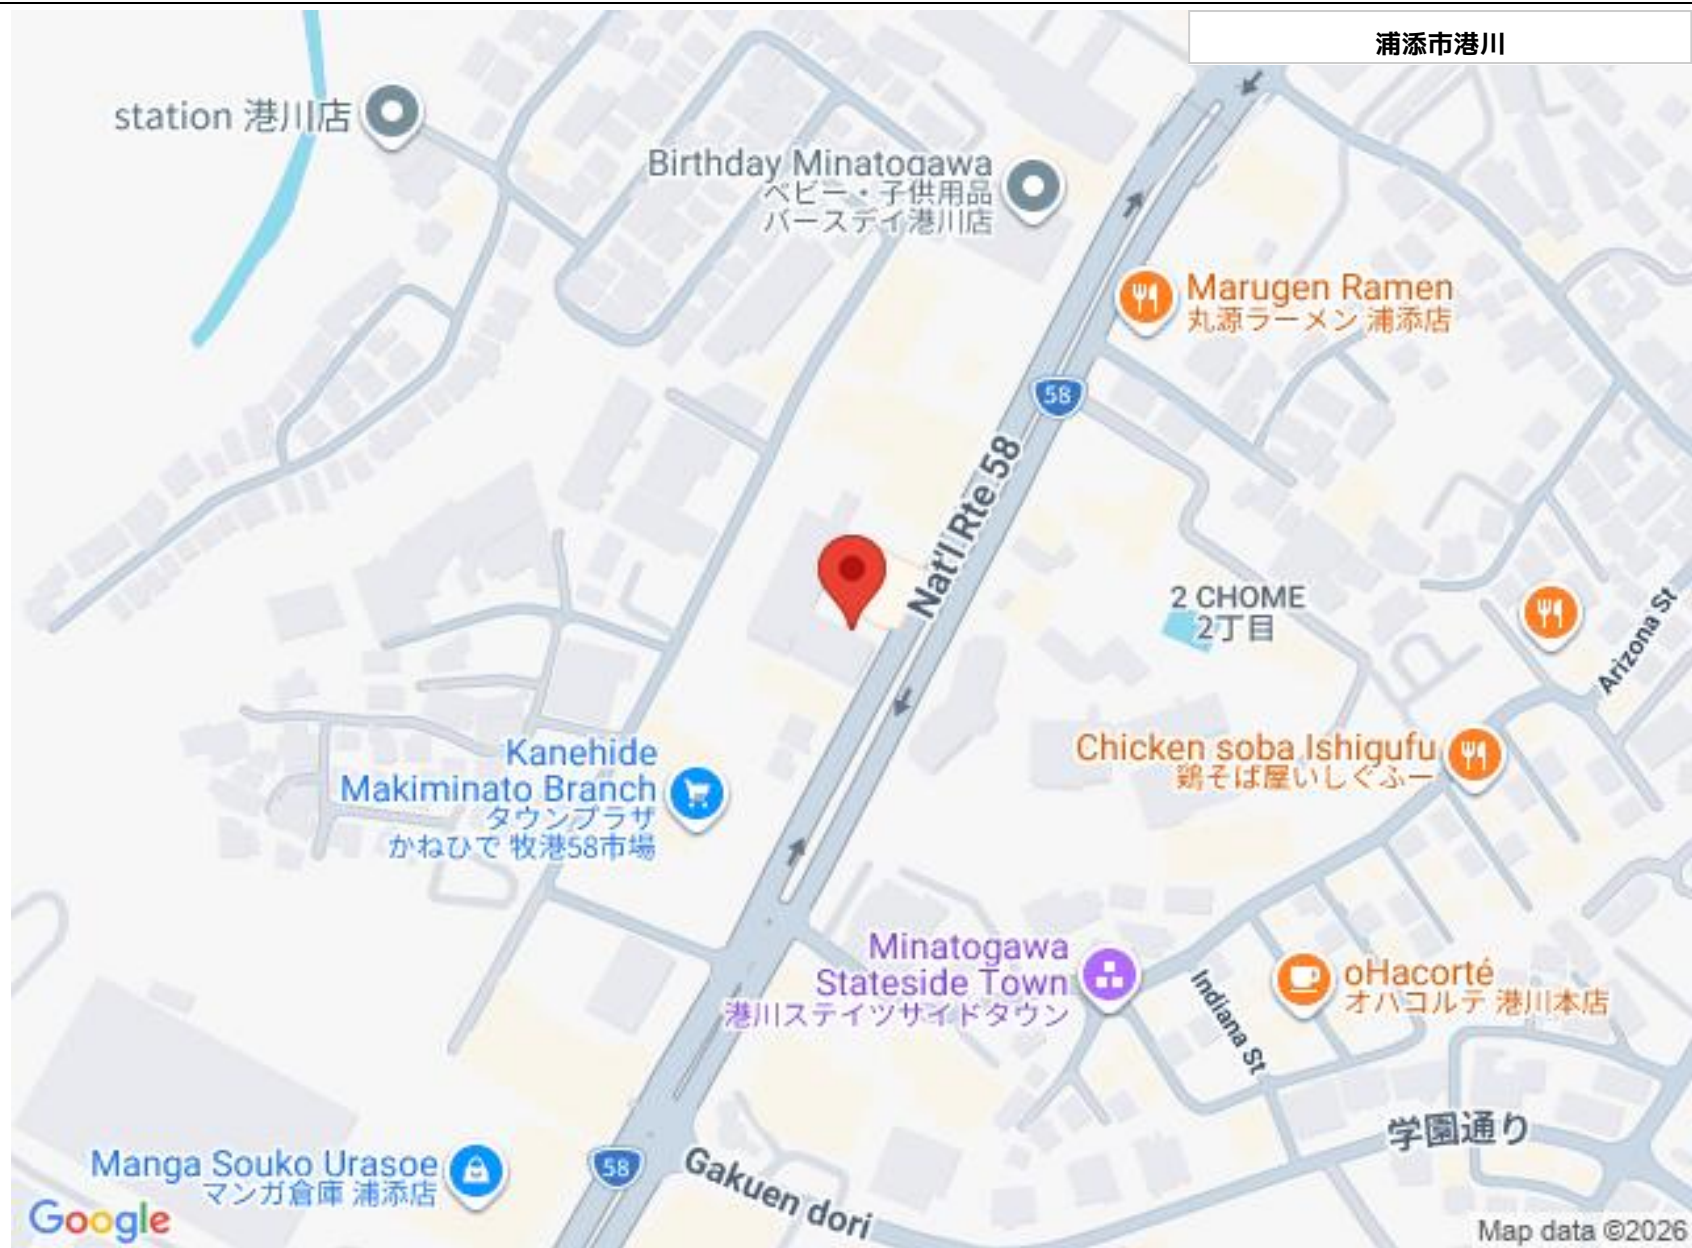 浦添市港川
station 港川店
Birthday Minatogawa
ベビー・子供用品
バースデイ港川店
Marugen Ramen
丸源ラーメン 浦添店
58
Nat'l Rte 58
2 CHOME
2丁目
Arizona St
Kanehide
Makiminato Branch
タウンプラザ
かねひで 牧港58市場
Chicken soba Ishigufu
鶏そば屋いしぐふー
Minatogawa
Stateside Town
港川ステイツサイドタウン
Indiana St
oHacorté
オハコルテ 港川本店
学園通り
Manga Souko Urasoe
マンガ倉庫 浦添店
58
Gakuen dori
Google
Map data ©2026